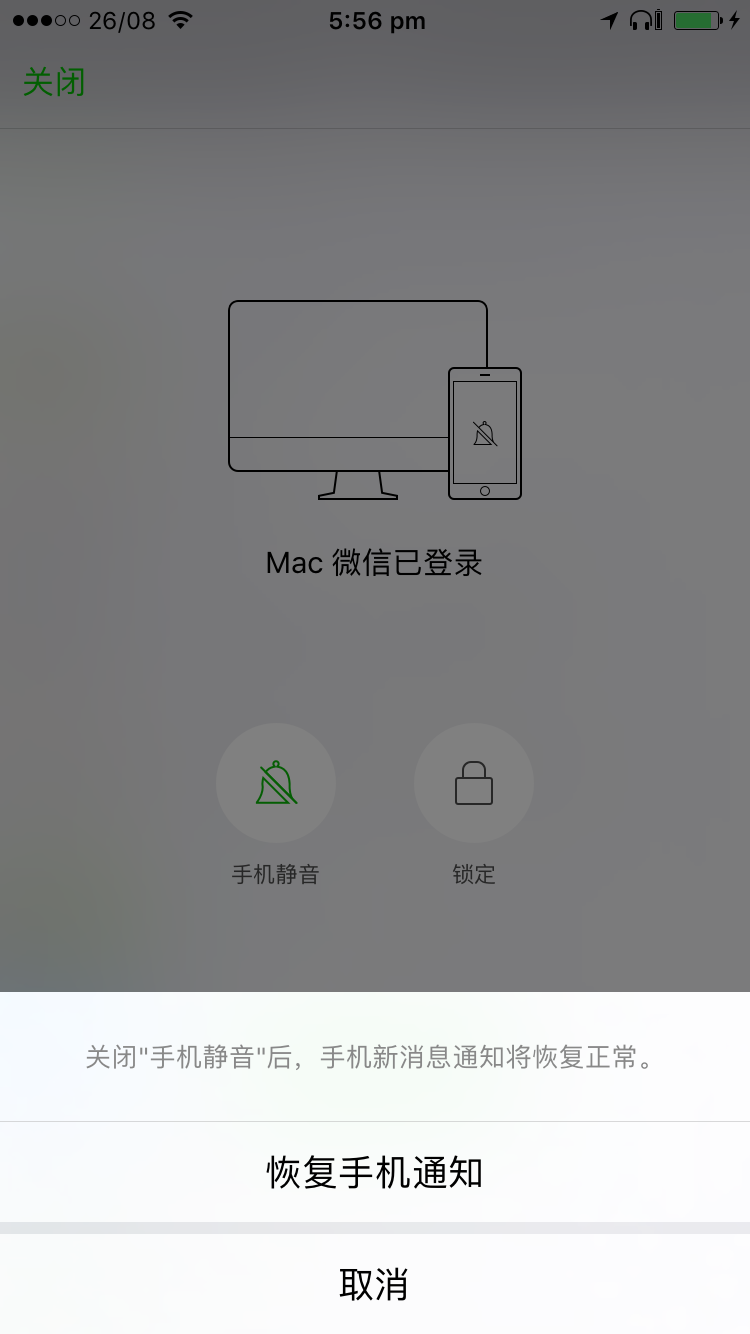 26/08 5:56 pm
关闭
Mac 微信已登录
手机静音 锁定
关闭"手机静音"后，手机新消息通知将恢复正常。
恢复手机通知
取消